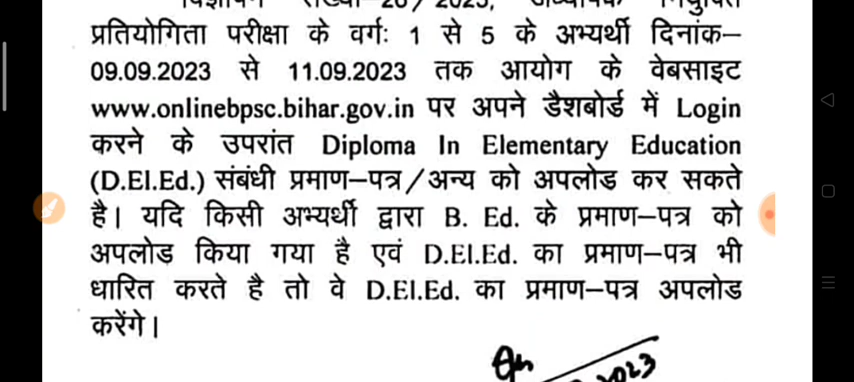 प्रतियोगिता परीक्षा के वर्गः 1 से 5 के अभ्यर्थी दिनांक–
09.09.2023 से 11.09.2023 तक आयोग के वेबसाइट
www.onlinebpsc.bihar.gov.in पर अपने डैशबोर्ड में Login
करने के उपरांत Diploma In Elementary Education
(D.El.Ed.) संबंधी प्रमाण–पत्र/अन्य को अपलोड कर सकते
है। यदि किसी अभ्यर्थी द्वारा B. Ed. के प्रमाण–पत्र को
अपलोड किया गया है एवं D.El.Ed. का प्रमाण–पत्र भी
धारित करते है तो वे D.El.Ed. का प्रमाण–पत्र अपलोड
करेंगे।